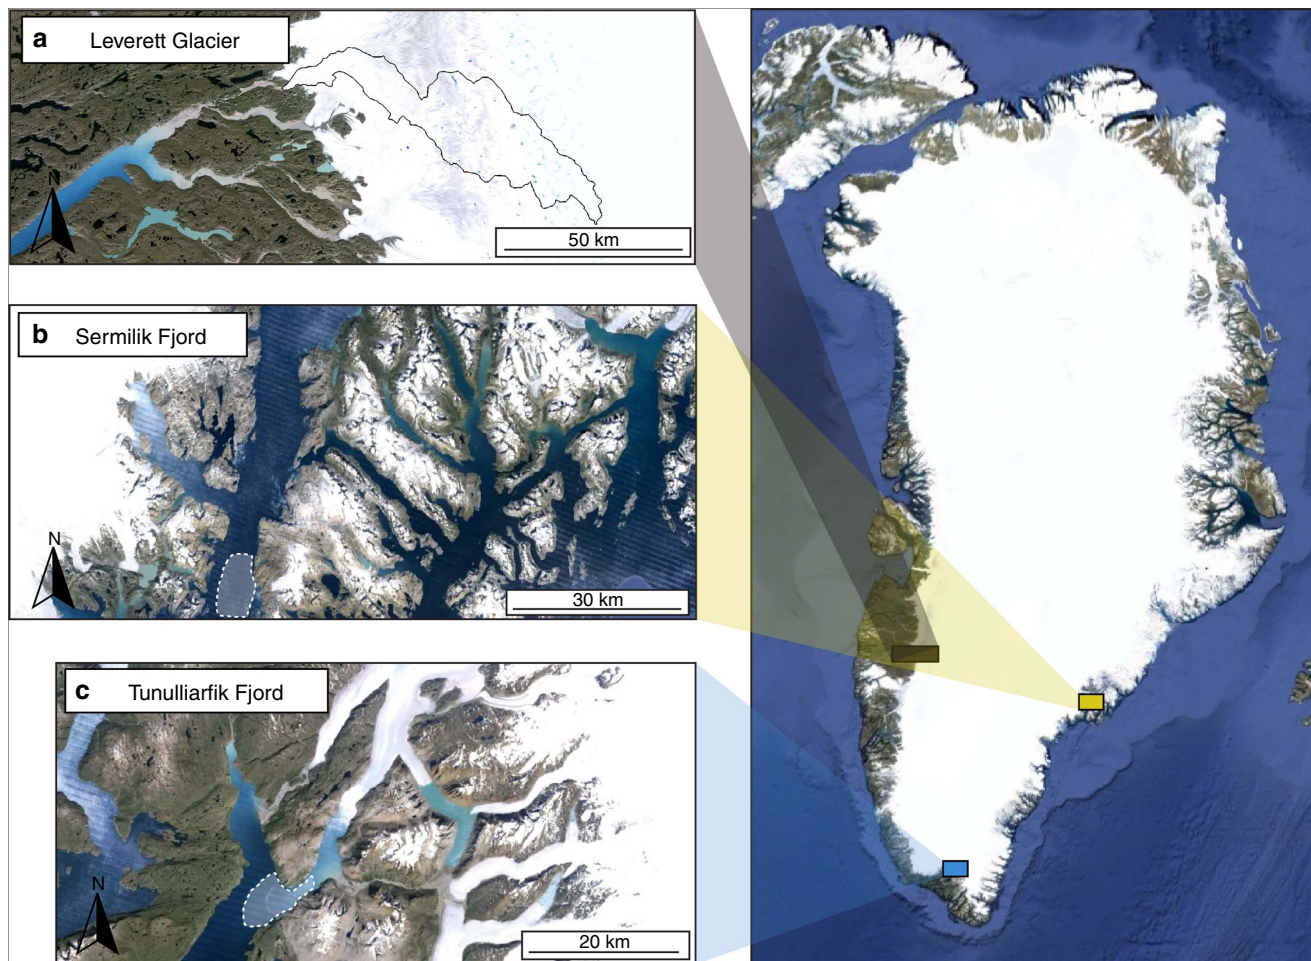 a Leverett Glacier
N
50 km
b Sermilik Fjord
N
30 km
c Tunulliarfik Fjord
N
20 km